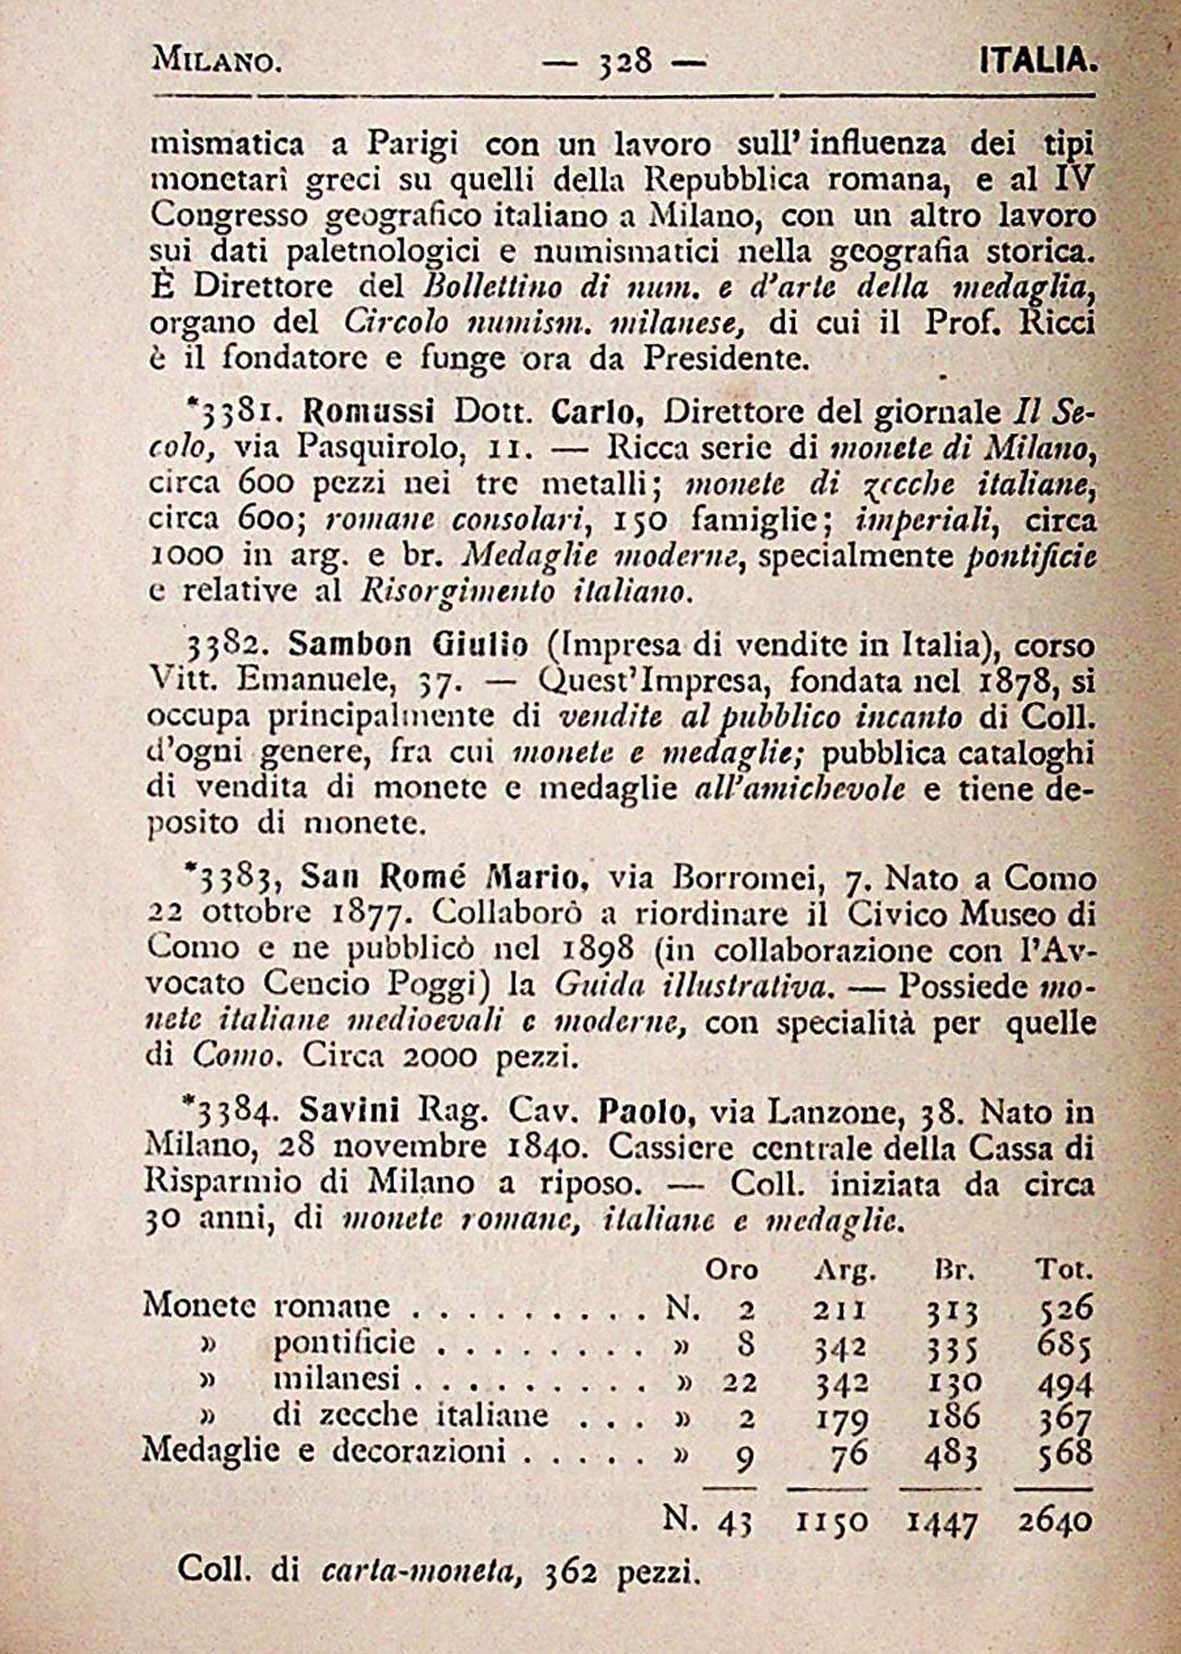 MILANO. — 328 — ITALIA.
mismatica a Parigi con un lavoro sull' influenza dei tipi
monetari greci su quelli della Repubblica romana, e al IV
Congresso geografico italiano a Milano, con un altro lavoro
sui dati paletnologici e numismatici nella geografia storica.
È Direttore del Bollettino di num. e d'arte della medaglia,
organo del Circolo numism. milanese, di cui il Prof. Ricci
è il fondatore e funge ora da Presidente.
*3381. Romussi Dott. Carlo, Direttore del giornale Il Se-
colo, via Pasquirolo, 11. — Ricca serie di monete di Milano,
circa 600 pezzi nei tre metalli; monete di zecche italiane,
circa 600; romane consolari, 150 famiglie; imperiali, circa
1000 in arg. e br. Medaglie moderne, specialmente pontificie
e relative al Risorgimento italiano.
3382. Sambon Giulio (Impresa di vendite in Italia), corso
Vitt. Emanuele, 37. — Quest'Impresa, fondata nel 1878, si
occupa principalmente di vendite al pubblico incanto di Coll.
d'ogni genere, fra cui monete e medaglie; pubblica cataloghi
di vendita di monete e medaglie all'amichevole e tiene de-
posito di monete.
*3383, San Romé Mario, via Borromei, 7. Nato a Como
22 ottobre 1877. Collaborò a riordinare il Civico Museo di
Como e ne pubblicò nel 1898 (in collaborazione con l'Av-
vocato Cencio Poggi) la Guida illustrativa. — Possiede mo-
nete italiane medioevali e moderne, con specialità per quelle
di Como. Circa 2000 pezzi.
*3384. Savini Rag. Cav. Paolo, via Lanzone, 38. Nato in
Milano, 28 novembre 1840. Cassiere centrale della Cassa di
Risparmio di Milano a riposo. — Coll. iniziata da circa
30 anni, di monete romane, italiane e medaglie.
Oro Arg. Br. Tot.
Monete romane . . . . . . . . . N. 2 211 313 526
» pontificie . . . . . . . . » 8 342 335 685
» milanesi . . . . . . . . . » 22 342 130 494
» di zecche italiane . . . » 2 179 186 367
Medaglie e decorazioni . . . . . » 9 76 483 568
N. 43 1150 1447 2640
Coll. di carta-moneta, 362 pezzi.